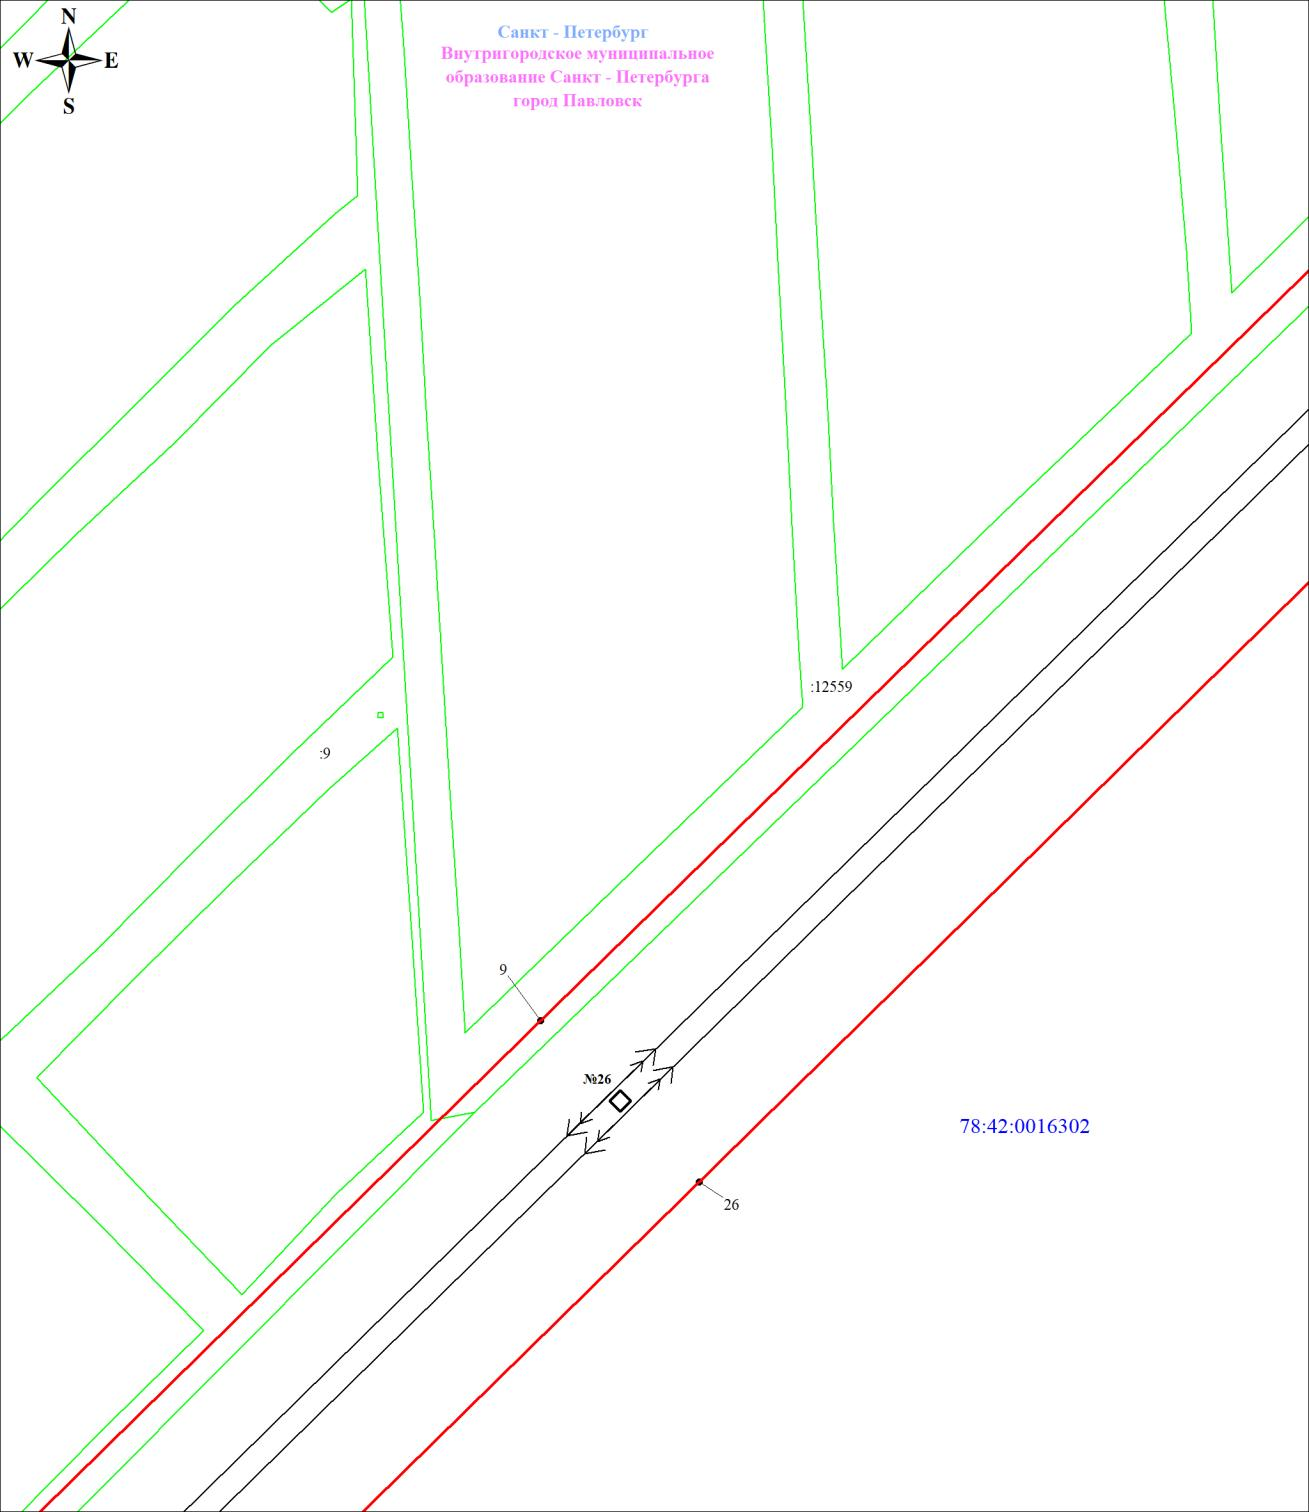 N
W E
S
Санкт - Петербург
Внутригородское муниципальное
образование Санкт - Петербурга
город Павловск
:12559
:9
9
№26
78:42:0016302
26